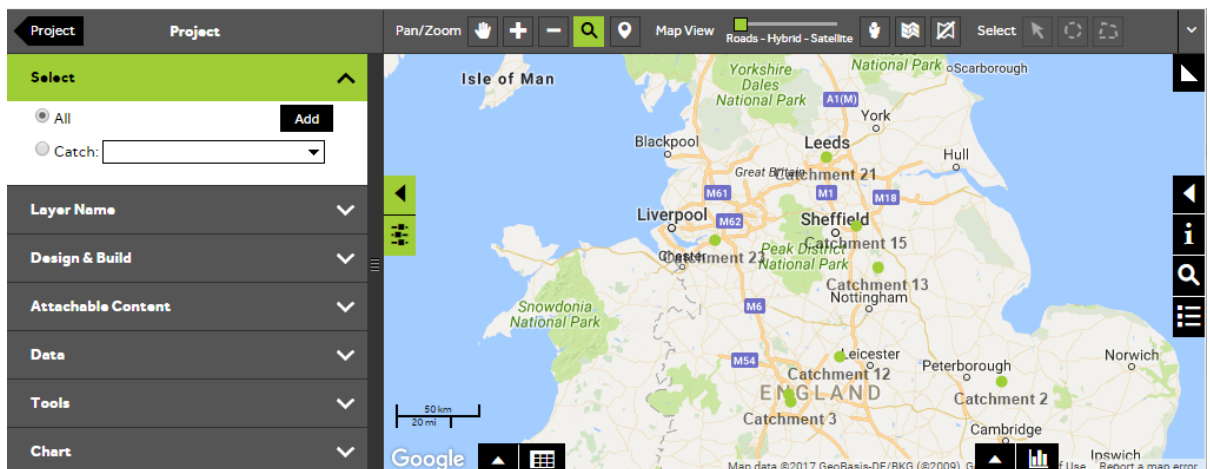 Project
Project
Pan/Zoom
Map View
Roads - Hybrid - Satellite
Select
Select
All
Add
Catch:
Layer Name
Design & Build
Attachable Content
Data
Tools
Chart
Isle of Man
Yorkshire
Dales
National Park
National Park
Scarborough
A1(M)
York
Blackpool
Leeds
Hull
Great Britain
Catchment 21
M61
M1
M18
Liverpool
M62
Sheffield
Peak District
National Park
Catchment 15
Chester
Catchment 23
Catchment 13
Nottingham
Snowdonia
National Park
M6
M54
Leicester
Peterborough
Norwich
Catchment 12
ENGLAND
Catchment 2
Catchment 3
Cambridge
50 km
20 mi
Google
Ipswich
Map data ©2017 GeoBasis-DE/BKG (©2009), G
f Use
Report a map error